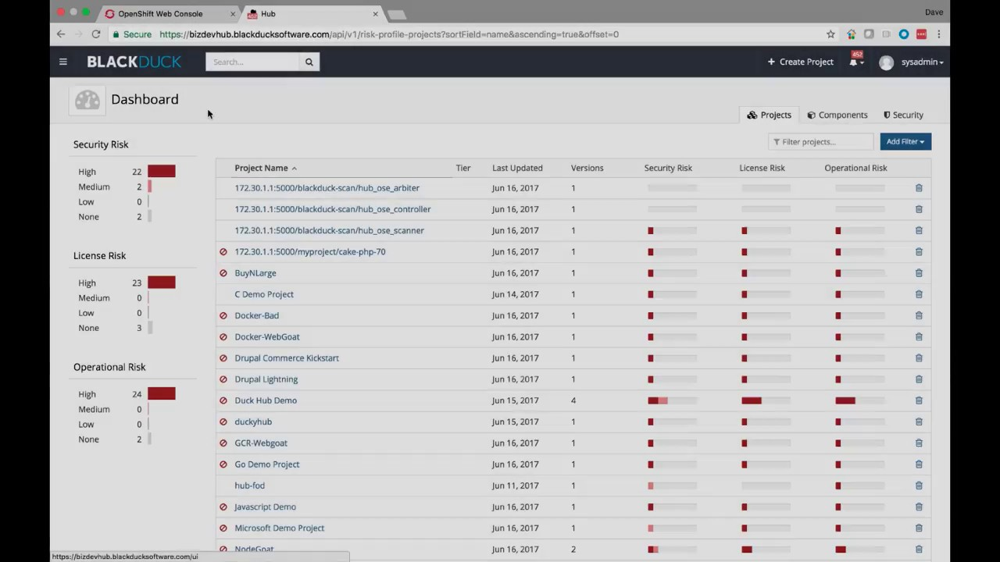 OpenShift Web Console
Hub
Dave
Secure
https://bizdevhub.blackducksoftware.com/api/v1/risk-profile-projects?sortField=name&ascending=true&offset=0
BLACKDUCK
Search...
Create Project
452
sysadmin
Dashboard
Projects
Components
Security
Filter projects...
Add Filter
Security Risk
High 22
Medium 2
Low 0
None 2
License Risk
High 23
Medium 0
Low 0
None 3
Operational Risk
High 24
Medium 0
Low 0
None 2
Project Name Tier Last Updated Versions Security Risk License Risk Operational Risk
172.30.1.1:5000/blackduck-scan/hub_ose_arbiter Jun 16, 2017 1
172.30.1.1:5000/blackduck-scan/hub_ose_controller Jun 16, 2017 1
172.30.1.1:5000/blackduck-scan/hub_ose_scanner Jun 16, 2017 1
172.30.1.1:5000/myproject/cake-php-70 Jun 16, 2017 1
BuyNLarge Jun 16, 2017 1
C Demo Project Jun 14, 2017 1
Docker-Bad Jun 16, 2017 1
Docker-WebGoat Jun 16, 2017 1
Drupal Commerce Kickstart Jun 16, 2017 1
Drupal Lightning Jun 16, 2017 1
Duck Hub Demo Jun 15, 2017 4
duckyhub Jun 15, 2017 1
GCR-Webgoat Jun 16, 2017 1
Go Demo Project Jun 16, 2017 1
hub-fod Jun 11, 2017 1
Javascript Demo Jun 16, 2017 1
Microsoft Demo Project Jun 16, 2017 1
NodeGoat Jun 16, 2017 2
https://bizdevhub.blackducksoftware.com/ui